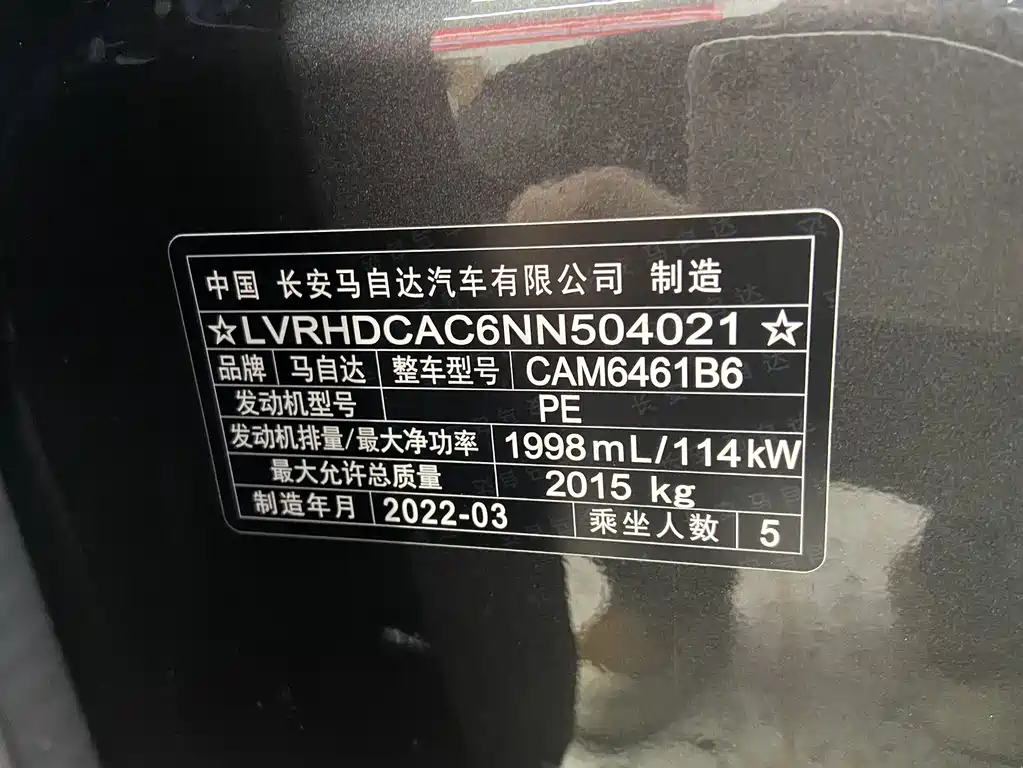 中国 长安马自达汽车有限公司 制造
☆LVRHDCAC6NN504021☆
品牌 马自达 整车型号 CAM6461B6
发动机型号 PE
发动机排量/最大净功率 1998mL/114kW
最大允许总质量 2015 kg
制造年月 2022-03 乘坐人数 5